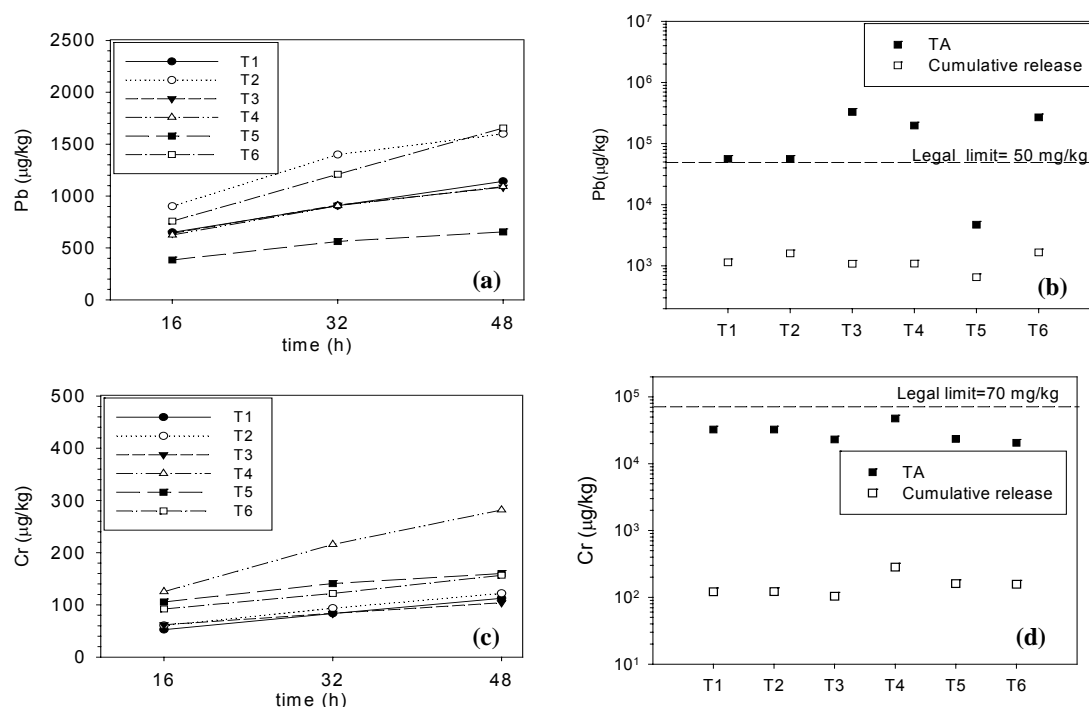 2500
2000
1500
1000
500
0
Pb (μg/kg)
T1
T2
T3
T4
T5
T6
(a)
16 32 48
time (h)
10⁷
10⁶
10⁵
10⁴
10³
Pb(μg/kg)
TA
Cumulative release
Legal limit= 50 mg/kg
(b)
T1 T2 T3 T4 T5 T6
500
400
300
200
100
0
Cr (μg/kg)
T1
T2
T3
T4
T5
T6
(c)
16 32 48
time (h)
10⁵
10⁴
10³
10²
10¹
Cr (μg/kg)
Legal limit=70 mg/kg
TA
Cumulative release
(d)
T1 T2 T3 T4 T5 T6